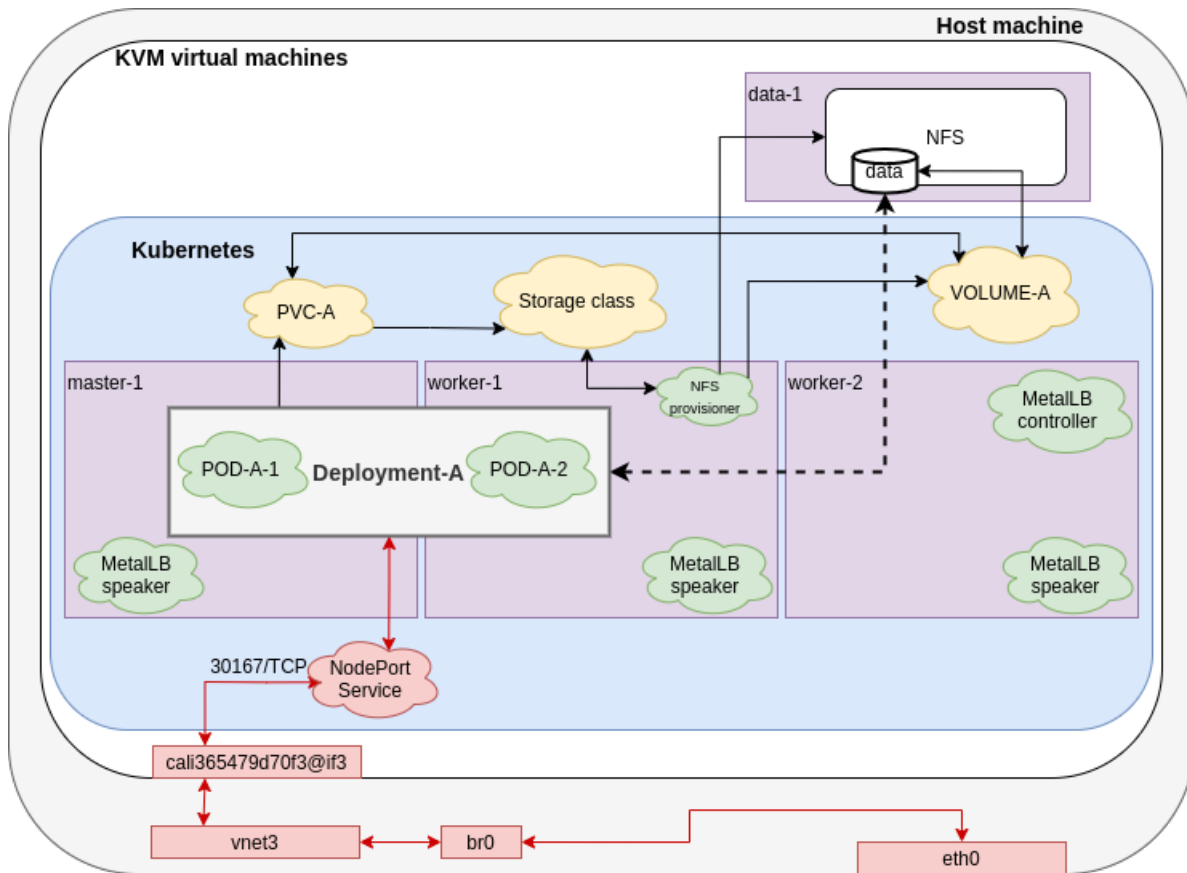 Host machine
KVM virtual machines
data-1
NFS
data
Kubernetes
PVC-A
Storage class
VOLUME-A
master-1
worker-1
NFS
provisioner
worker-2
MetalLB
controller
POD-A-1
Deployment-A
POD-A-2
MetalLB
speaker
MetalLB
speaker
MetalLB
speaker
30167/TCP
NodePort
Service
cali365479d70f3@if3
vnet3
br0
eth0